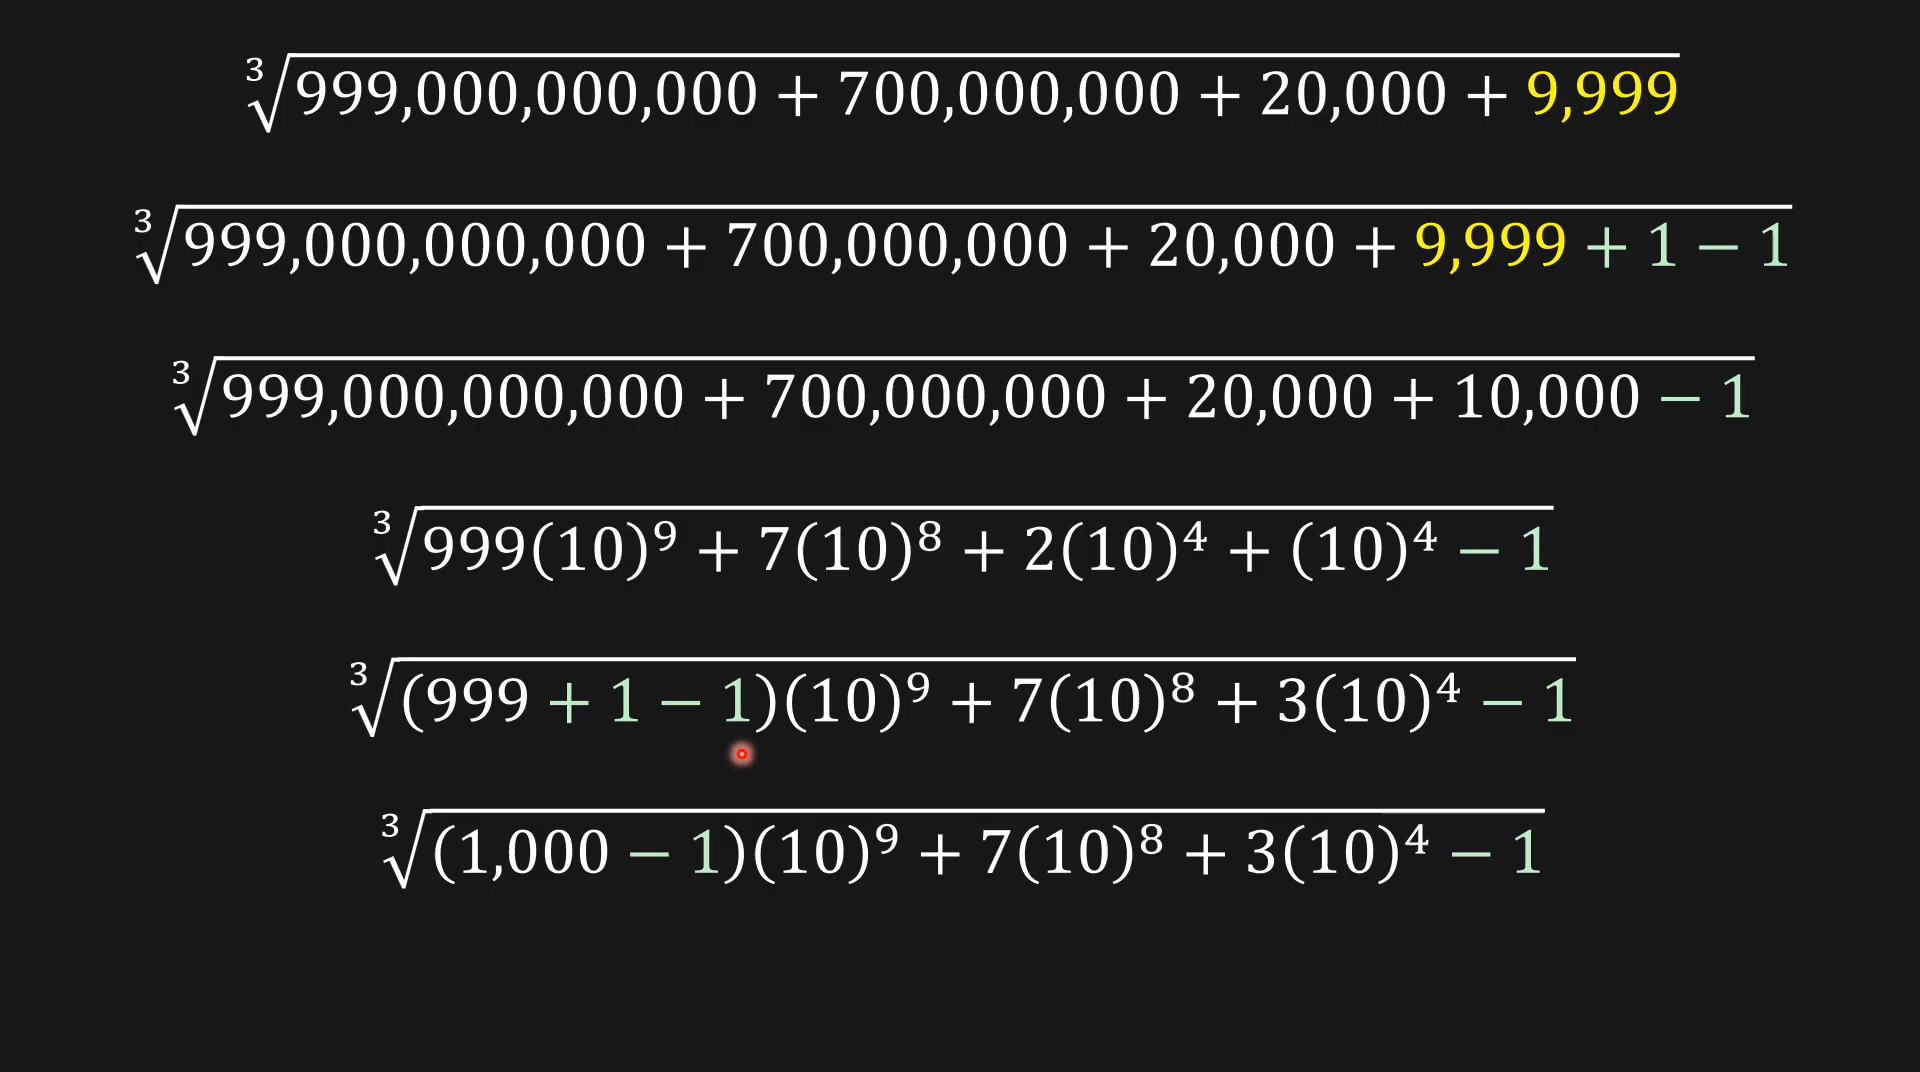 ∛(999,000,000,000 + 700,000,000 + 20,000 + 9,999)
∛(999,000,000,000 + 700,000,000 + 20,000 + 9,999 + 1 − 1)
∛(999,000,000,000 + 700,000,000 + 20,000 + 10,000 − 1)
∛(999(10)⁹ + 7(10)⁸ + 2(10)⁴ + (10)⁴ − 1)
∛((999 + 1 − 1)(10)⁹ + 7(10)⁸ + 3(10)⁴ − 1)
∛((1,000 − 1)(10)⁹ + 7(10)⁸ + 3(10)⁴ − 1)